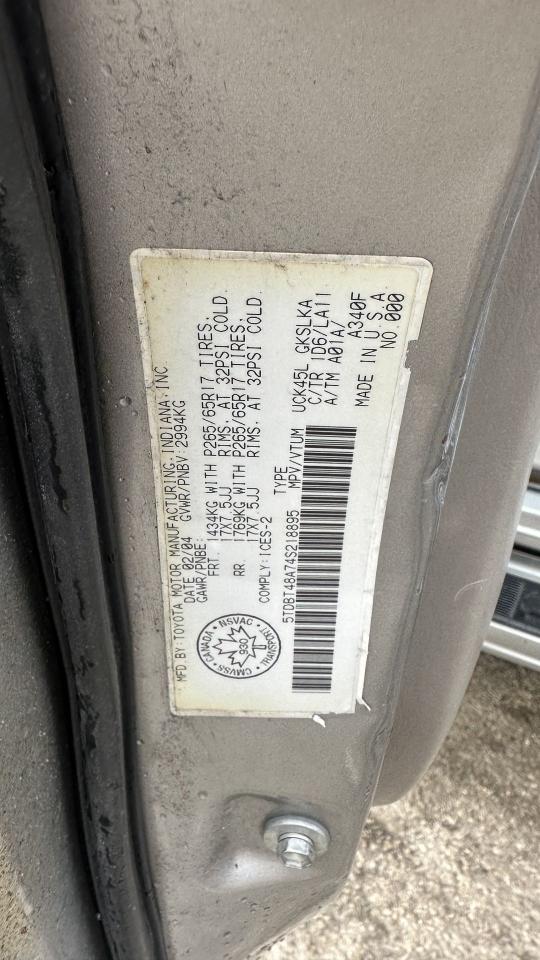 MFD.BY:TOYOTA MOTOR MANUFACTURING,INDIANA,INC
DATE 02/04 GVWR/PNBV:2994KG
GAWR/PNBE:
FRT. 1434KG WITH P265/65R17 TIRES,
17X7.5JJ RIMS, AT 32PSI COLD.
RR. 1769KG WITH P265/65R17 TIRES,
17X7.5JJ RIMS, AT 32PSI COLD.
COMPLY:ICES-2
CANADA • NSVAC •
930
CMVSS • TRANSPORT •
TYPE
5TDBT48A74S218895 MPV/VTUM
UCK45L GKSLKA
C/TR 1D6/LA11
A/TM A01A/
A340F
MADE IN U.S.A
NO.000